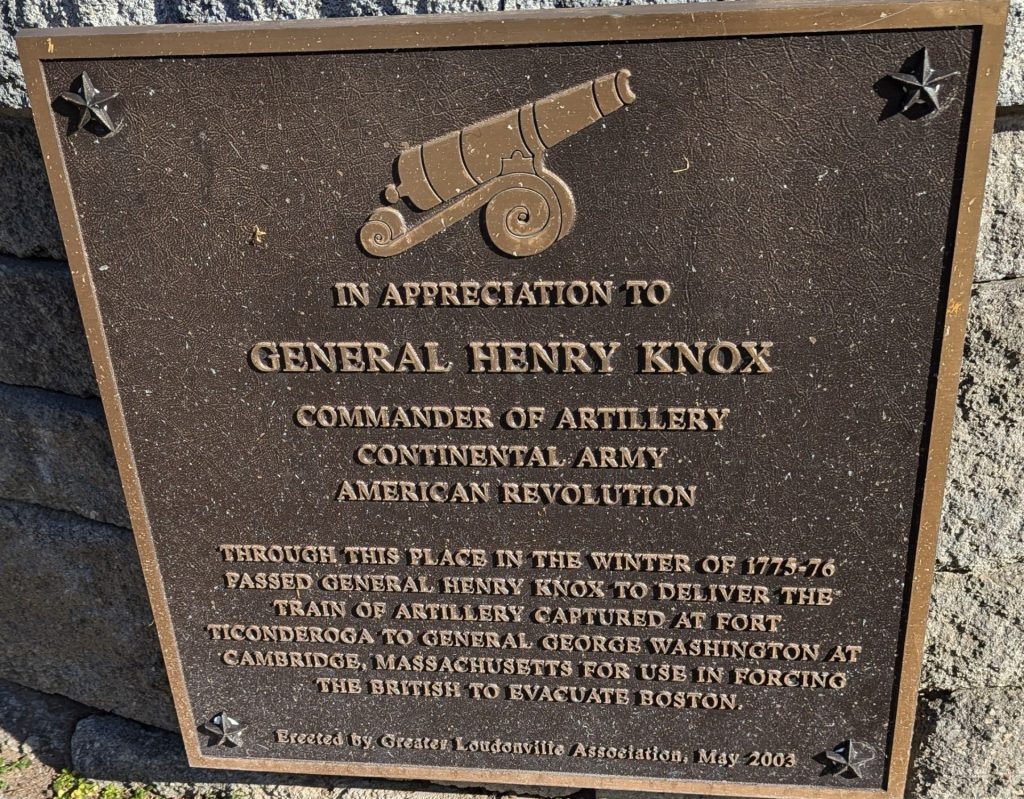 IN APPRECIATION TO
GENERAL HENRY KNOX
COMMANDER OF ARTILLERY
CONTINENTAL ARMY
AMERICAN REVOLUTION
THROUGH THIS PLACE IN THE WINTER OF 1775-76
PASSED GENERAL HENRY KNOX TO DELIVER THE
TRAIN OF ARTILLERY CAPTURED AT FORT
TICONDEROGA TO GENERAL GEORGE WASHINGTON AT
CAMBRIDGE, MASSACHUSETTS FOR USE IN FORCING
THE BRITISH TO EVACUATE BOSTON.
Erected by Greater Loudonville Association, May 2003